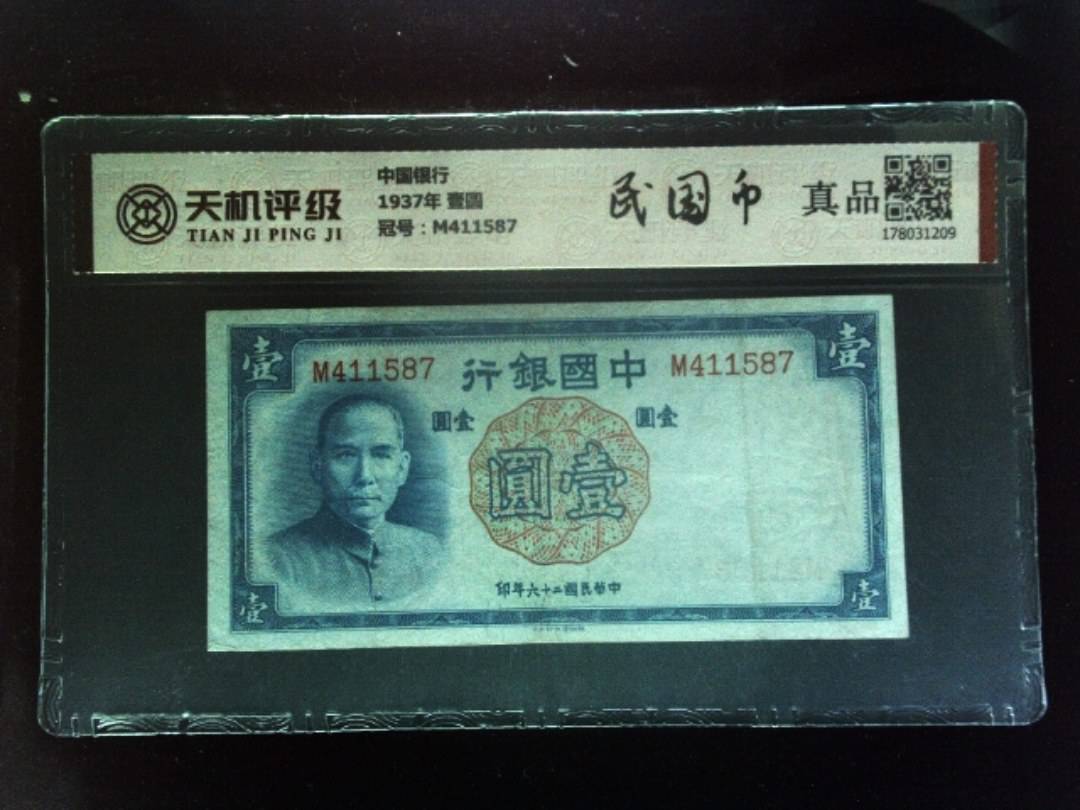 天机评级
TIAN JI PING JI
中国银行
1937年 壹圆
冠号：M411587
民国币
真品
178031209
壹
壹
M411587
行銀國中
M411587
圓壹
圓壹
圓壹
印年六十二國民華中
壹
壹